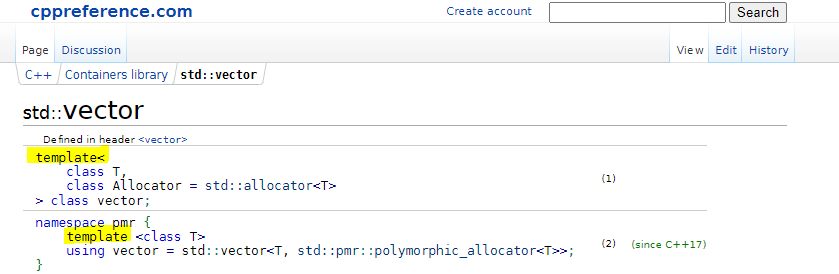 cppreference.com
Create account
Search
Page
Discussion
View
Edit
History
C++
Containers library
std::vector
std::vector
Defined in header <vector>
template<
class T,
class Allocator = std::allocator<T>
> class vector;
(1)
namespace pmr {
template <class T>
using vector = std::vector<T, std::pmr::polymorphic_allocator<T>>;
}
(2) (since C++17)